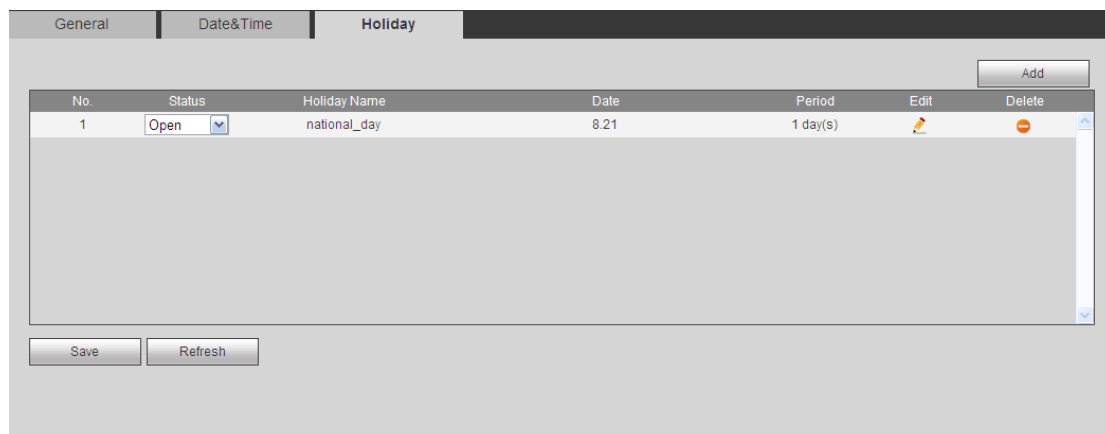 General Date&Time Holiday
Add
No. Status Holiday Name Date Period Edit Delete
1 Open national_day 8.21 1 day(s)
Save Refresh